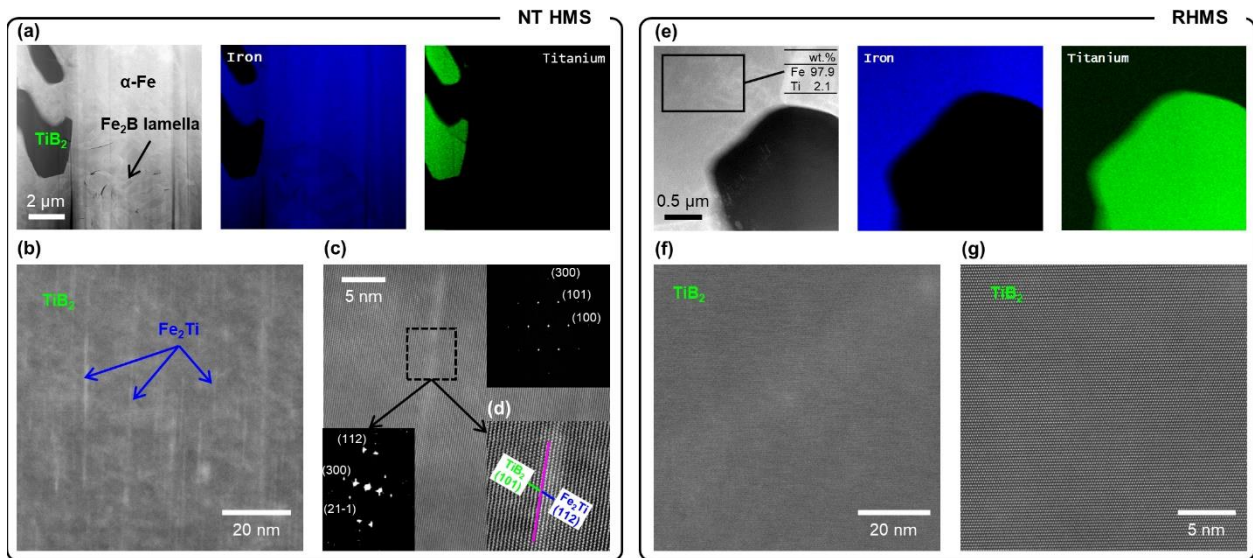 NT HMS
(a)
α-Fe
Fe₂B lamella
TiB₂
2 µm
Iron
Titanium
(b)
TiB₂
Fe₂Ti
20 nm
(c)
5 nm
(300)
(101)
(100)
(112)
(300)
(21-1)
(d)
TiB₂
(101)
Fe₂Ti
(112)
RHMS
(e)
wt.%
Fe 97.9
Ti 2.1
0.5 µm
Iron
Titanium
(f)
TiB₂
20 nm
(g)
TiB₂
5 nm